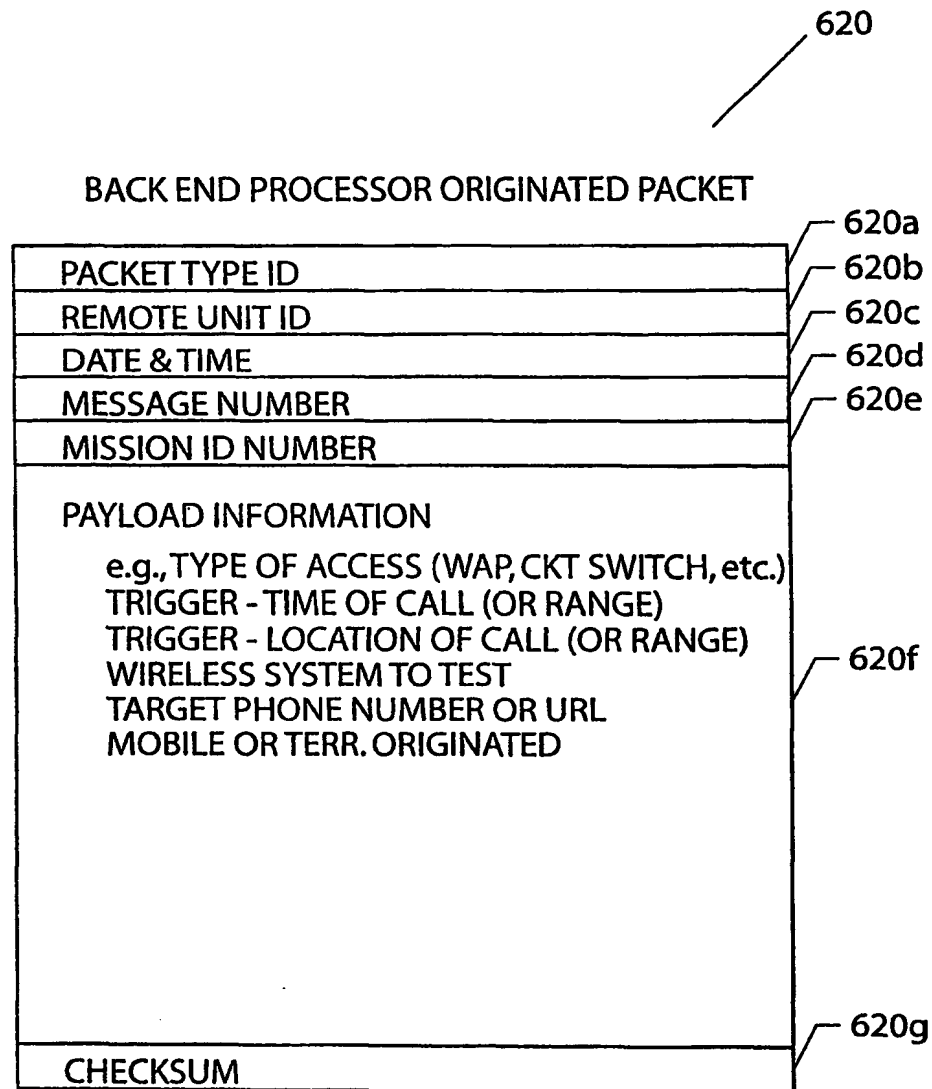 620
BACK END PROCESSOR ORIGINATED PACKET
620a
PACKET TYPE ID
620b
REMOTE UNIT ID
620c
DATE & TIME
620d
MESSAGE NUMBER
620e
MISSION ID NUMBER
PAYLOAD INFORMATION
e.g., TYPE OF ACCESS (WAP, CKT SWITCH, etc.)
TRIGGER - TIME OF CALL (OR RANGE)
TRIGGER - LOCATION OF CALL (OR RANGE)
WIRELESS SYSTEM TO TEST
620f
TARGET PHONE NUMBER OR URL
MOBILE OR TERR. ORIGINATED
620g
CHECKSUM